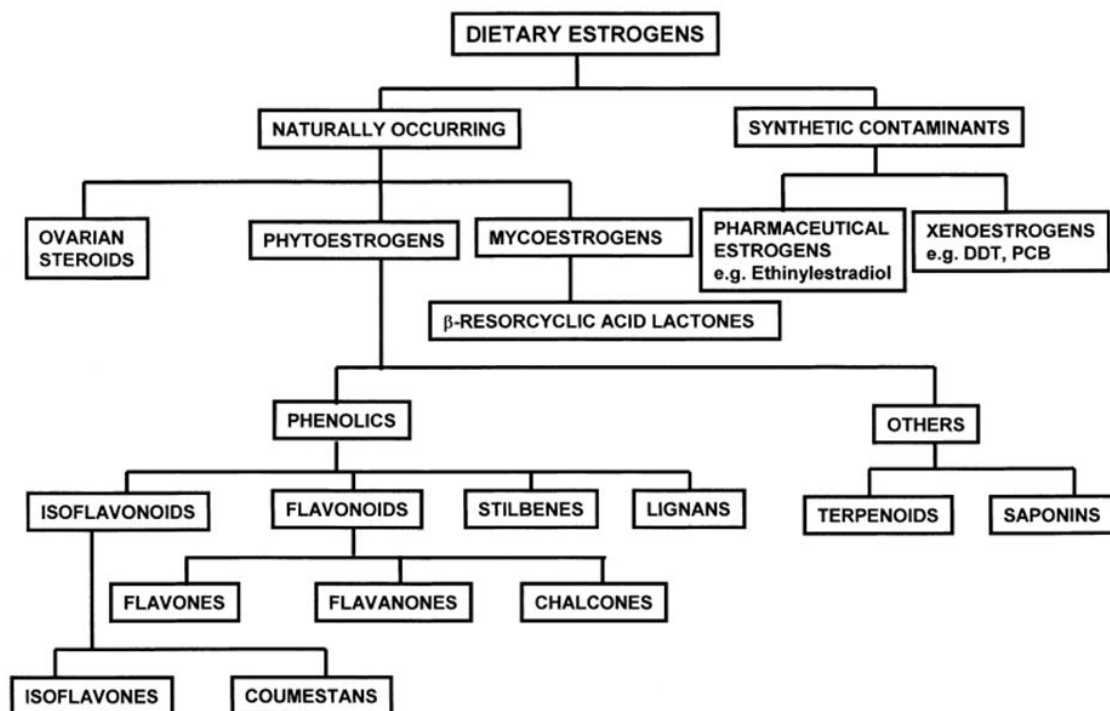 DIETARY ESTROGENS
NATURALLY OCCURRING
SYNTHETIC CONTAMINANTS
OVARIAN
STEROIDS
PHYTOESTROGENS
MYCOESTROGENS
PHARMACEUTICAL
ESTROGENS
e.g. Ethinylestradiol
XENOESTROGENS
e.g. DDT, PCB
β-RESORCYCLIC ACID LACTONES
PHENOLICS
OTHERS
ISOFLAVONOIDS
FLAVONOIDS
STILBENES
LIGNANS
TERPENOIDS
SAPONINS
FLAVONES
FLAVANONES
CHALCONES
ISOFLAVONES
COUMESTANS